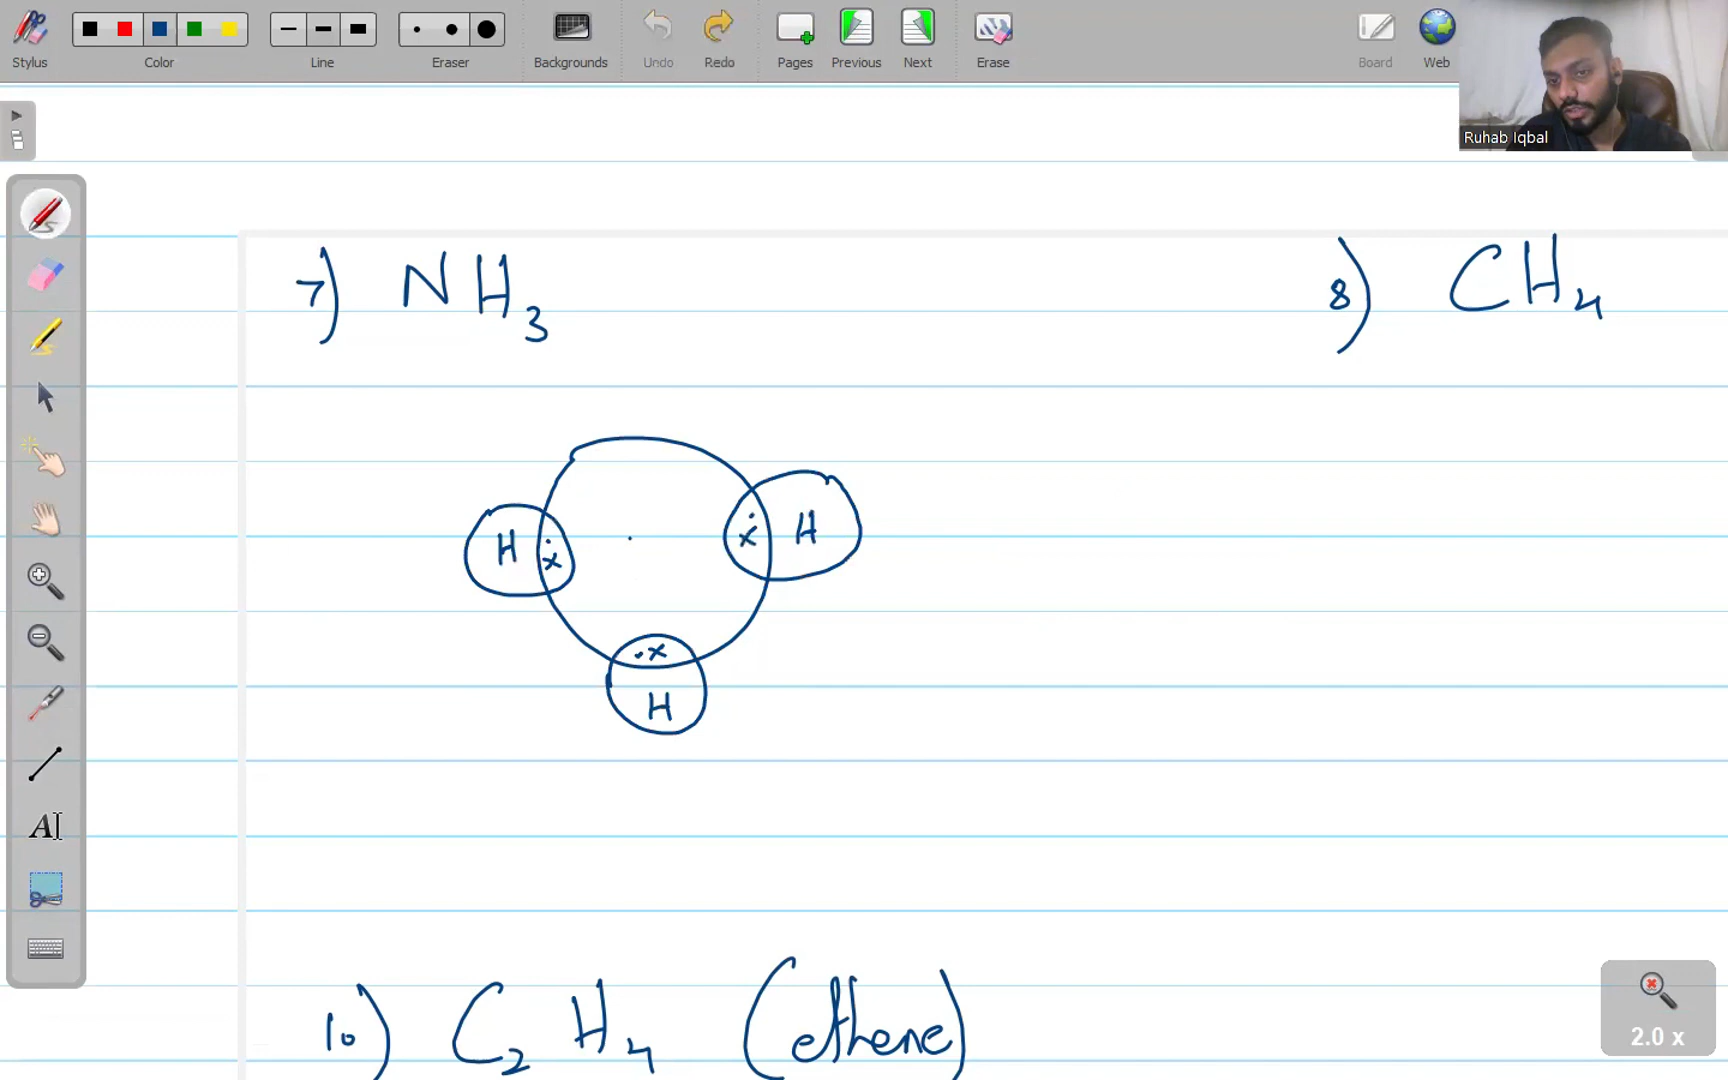 Stylus Color Line Eraser Backgrounds Undo Redo Pages Previous Next Erase Board Web
Ruhab Iqbal
7) NH3
8) CH4
H x x H
x
H
A
10) C2H4 (ethene)
2.0 x